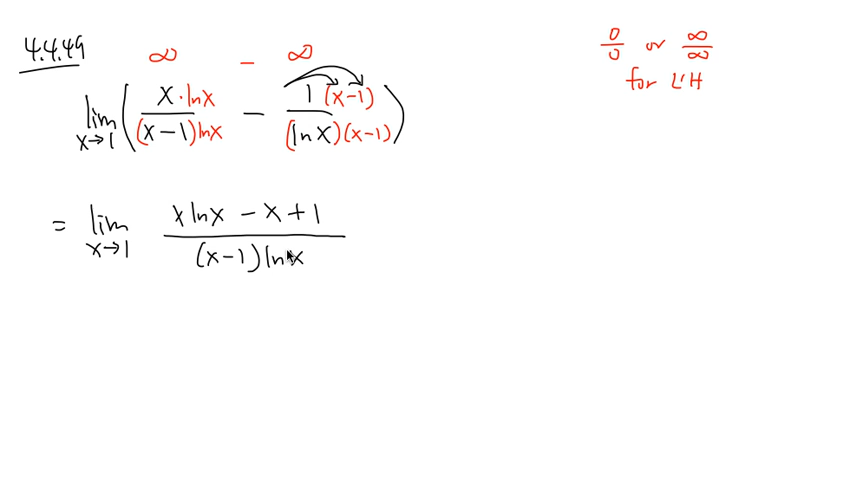 4.4.49
∞ - ∞
0/0 or ∞/∞
for L'H
lim x→1 ( x·lnx / (x-1)lnx - 1(x-1) / (lnx)(x-1) )
= lim x→1 xlnx - x + 1 / (x-1)lnx